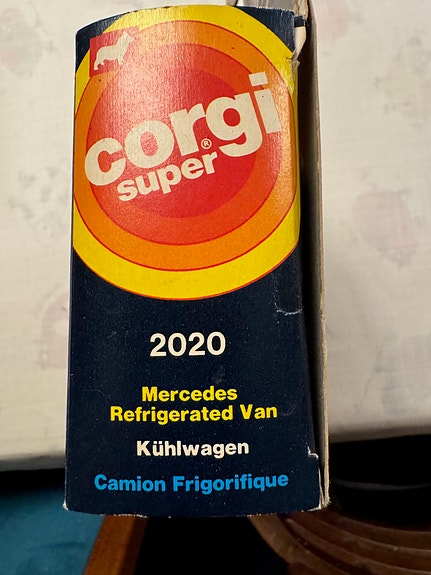 corgi®
super
2020
Mercedes
Refrigerated Van
Kühlwagen
Camion Frigorifique